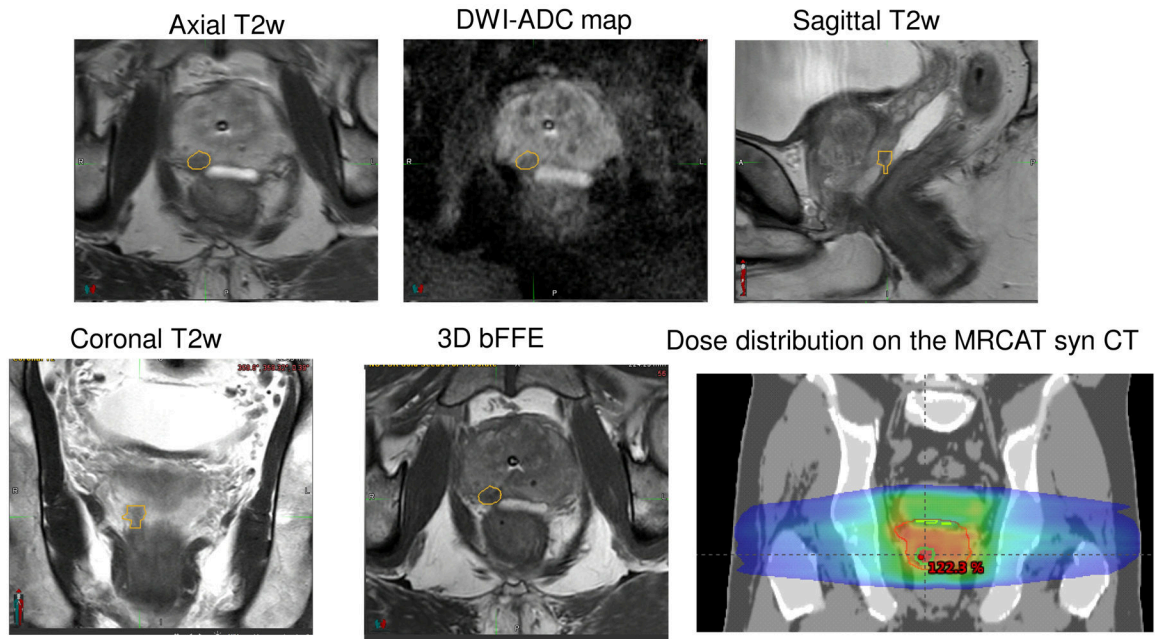 Axial T2w
DWI-ADC map
Sagittal T2w
R
L
P
R
L
P
A
P
I
Coronal T2w
3D bFFE
Dose distribution on the MRCAT syn CT
R
L
I
R
L
P
56
122.3 %